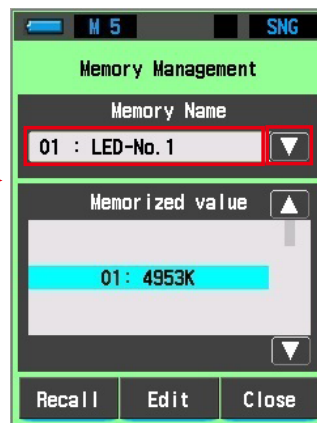 M 5 SNG
Memory Management
Memory Name
01 : LED-No.1
Memorized value
01: 4953K
Recall Edit Close